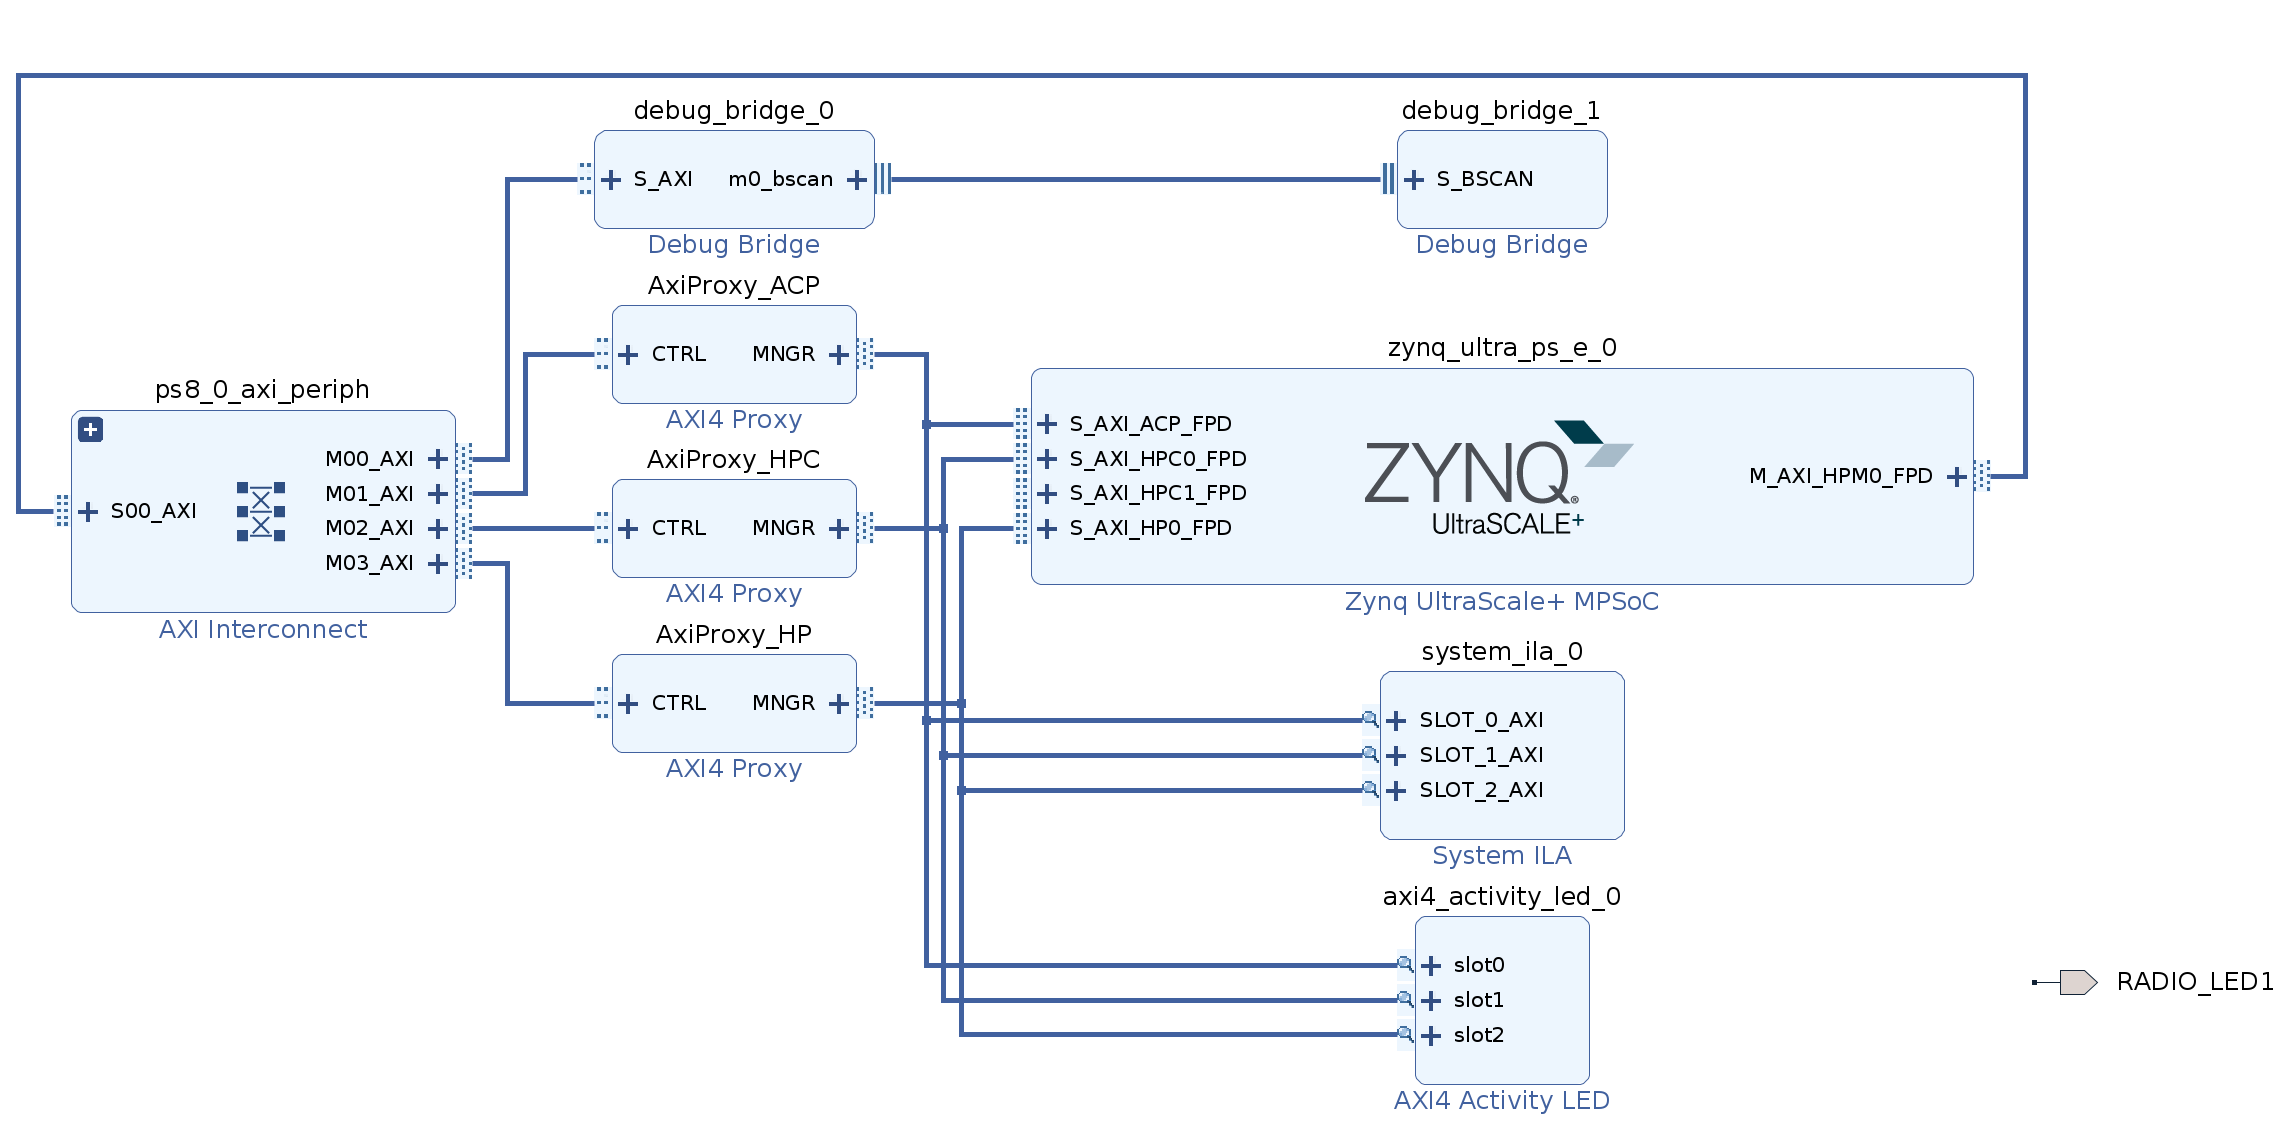 debug_bridge_0
S_AXI
m0_bscan
Debug Bridge
debug_bridge_1
S_BSCAN
Debug Bridge
AxiProxy_ACP
CTRL
MNGR
AXI4 Proxy
ps8_0_axi_periph
S00_AXI
M00_AXI
M01_AXI
M02_AXI
M03_AXI
AXI Interconnect
AxiProxy_HPC
CTRL
MNGR
AXI4 Proxy
AxiProxy_HP
CTRL
MNGR
AXI4 Proxy
zynq_ultra_ps_e_0
S_AXI_ACP_FPD
S_AXI_HPC0_FPD
S_AXI_HPC1_FPD
S_AXI_HP0_FPD
ZYNQ®
UltraSCALE+
M_AXI_HPM0_FPD
Zynq UltraScale+ MPSoC
system_ila_0
SLOT_0_AXI
SLOT_1_AXI
SLOT_2_AXI
System ILA
axi4_activity_led_0
slot0
slot1
slot2
AXI4 Activity LED
RADIO_LED1